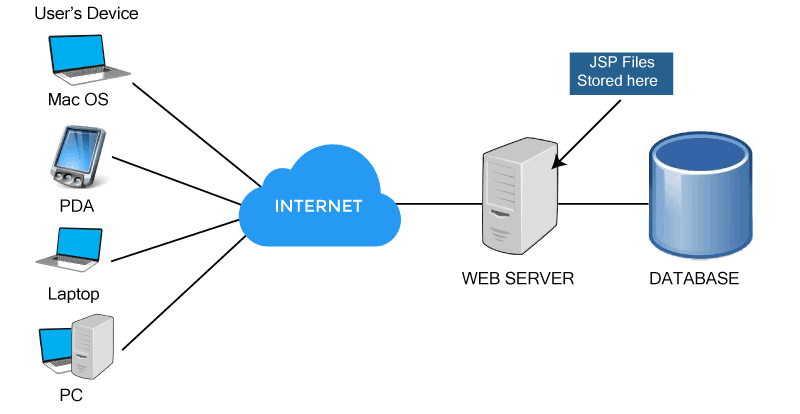 User's Device
Mac OS
PDA
Laptop
PC
INTERNET
JSP Files
Stored here
WEB SERVER
DATABASE